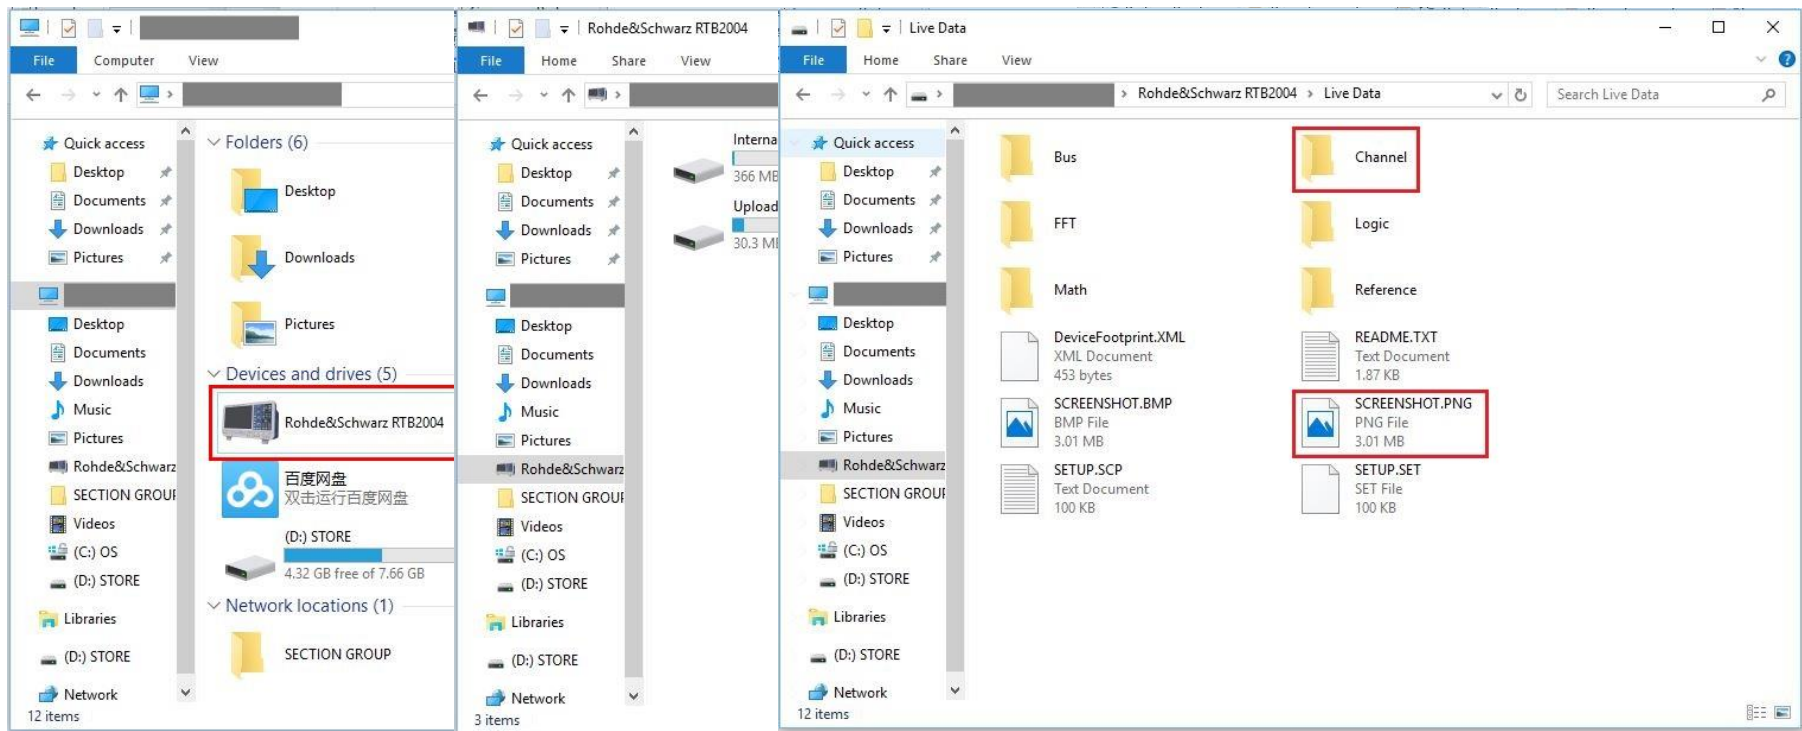 File
Computer
View
Quick access
Desktop
Documents
Downloads
Pictures
Desktop
Documents
Downloads
Music
Pictures
Rohde&Schwarz
SECTION GROUP
Videos
(C:) OS
(D:) STORE
Libraries
(D:) STORE
Network
12 items
Folders (6)
Desktop
Downloads
Pictures
Devices and drives (5)
Rohde&Schwarz RTB2004
百度网盘
双击运行百度网盘
(D:) STORE
4.32 GB free of 7.66 GB
Network locations (1)
SECTION GROUP
Rohde&Schwarz RTB2004
File
Home
Share
View
Quick access
Desktop
Documents
Downloads
Pictures
Desktop
Documents
Downloads
Music
Pictures
Rohde&Schwarz
SECTION GROUP
Videos
(C:) OS
(D:) STORE
Libraries
(D:) STORE
Network
3 items
Interna
366 MB
Upload
30.3 MB
Live Data
File
Home
Share
View
Rohde&Schwarz RTB2004 > Live Data
Search Live Data
Quick access
Desktop
Documents
Downloads
Pictures
Desktop
Documents
Downloads
Music
Pictures
Rohde&Schwarz
SECTION GROUP
Videos
(C:) OS
(D:) STORE
Libraries
(D:) STORE
Network
12 items
Bus
Channel
FFT
Logic
Math
Reference
DeviceFootprint.XML
XML Document
453 bytes
README.TXT
Text Document
1.87 KB
SCREENSHOT.BMP
BMP File
3.01 MB
SCREENSHOT.PNG
PNG File
3.01 MB
SETUP.SCP
Text Document
100 KB
SETUP.SET
SET File
100 KB